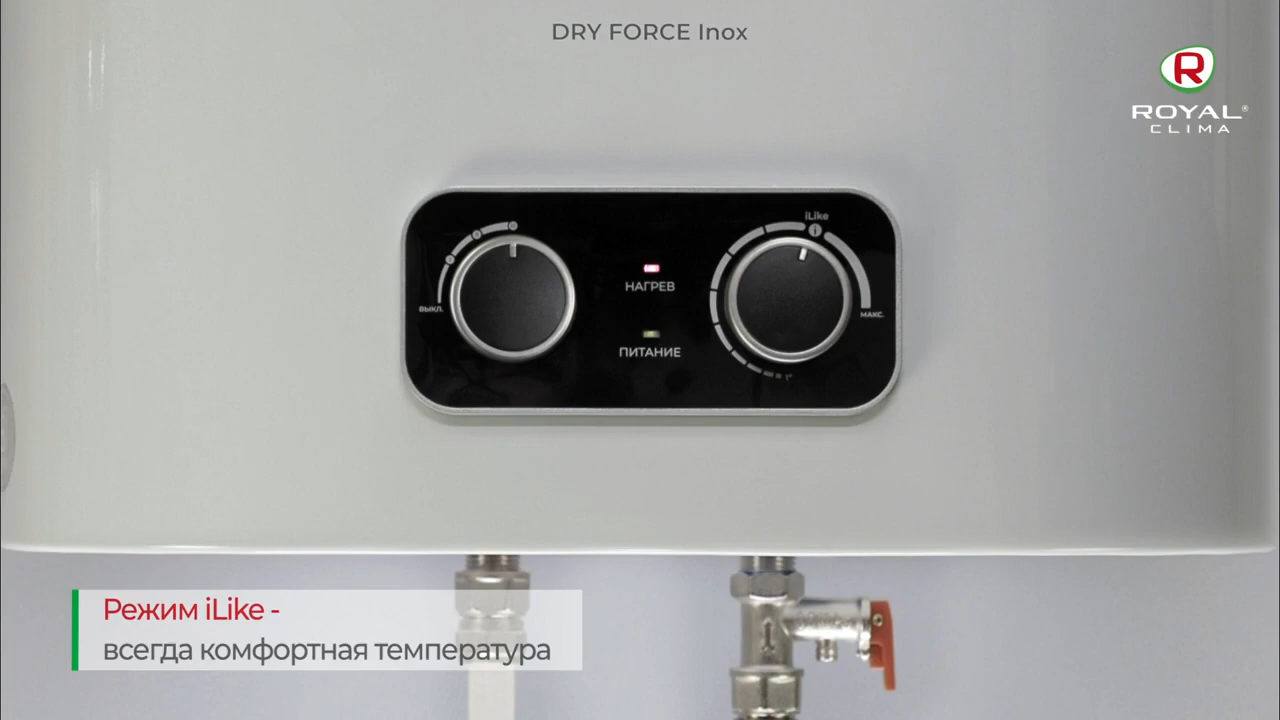 DRY FORCE Inox
R
ROYAL®
CLIMA
iLike
i
ВЫКЛ.
НАГРЕВ
МАКС.
ПИТАНИЕ
Режим iLike -
всегда комфортная температура